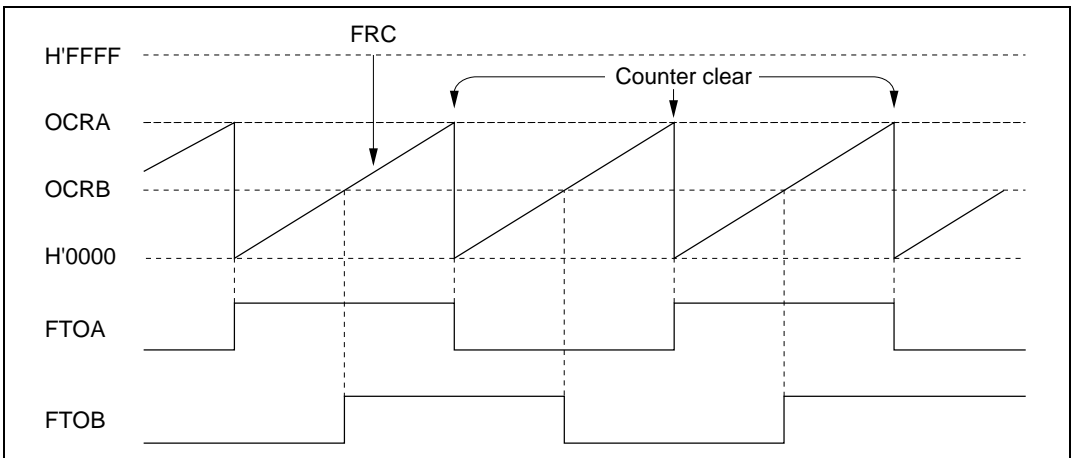 FRC
H'FFFF
Counter clear
OCRA
OCRB
H'0000
FTOA
FTOB